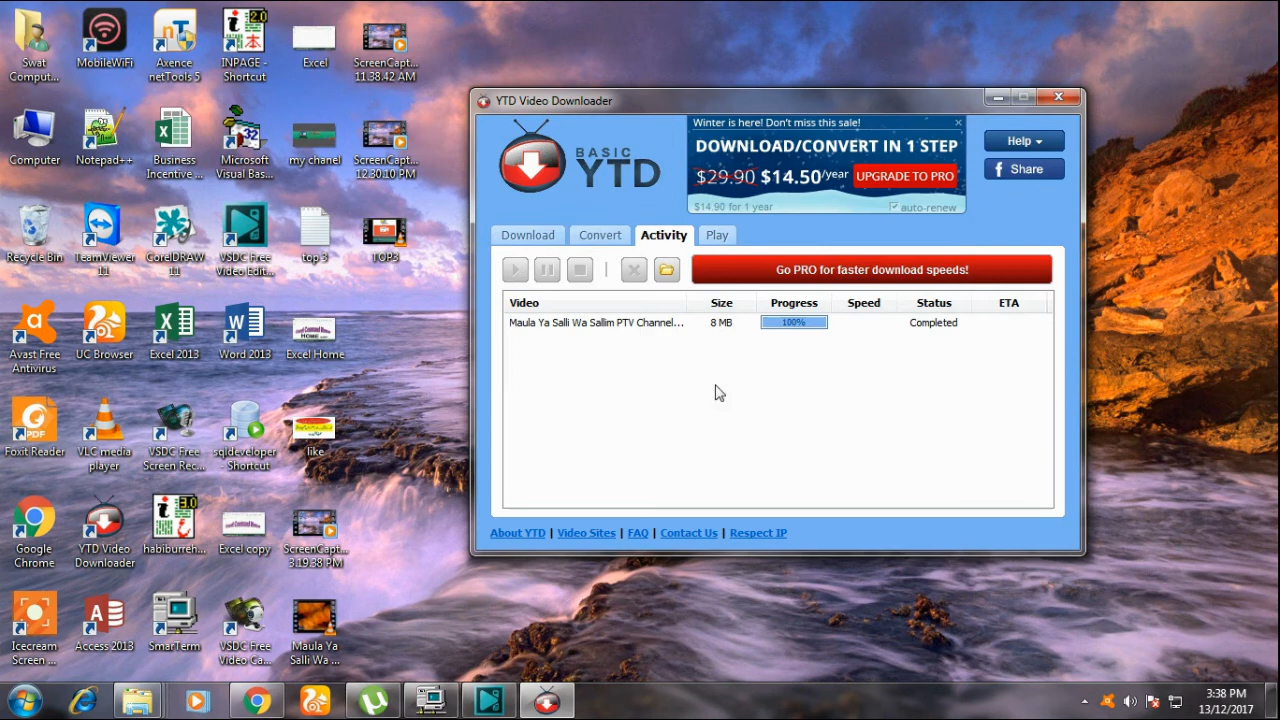 Swat
Comput...
MobileWiFi
Axence
netTools 5
INPAGE -
Shortcut
Excel
ScreenCapt...
11.38.42 AM
Computer
Notepad++
Business
Incentive ...
Microsoft
Visual Bas...
my chanel
ScreenCapt...
12.30.10 PM
Recycle Bin
TeamViewer
11
CorelDRAW
11
VSDC Free
Video Edit...
top 3
TOP3
Avast Free
Antivirus
UC Browser
Excel 2013
Word 2013
Excel Home
Foxit Reader
VLC media
player
VSDC Free
Screen Rec...
sqldeveloper
- Shortcut
like
Google
Chrome
YTD Video
Downloader
habiburreh...
Excel copy
ScreenCapt...
3.19.38 PM
Icecream
Screen ...
Access 2013
SmarTerm
VSDC Free
Video Ca...
Maula Ya
Salli Wa ...
YTD Video Downloader
BASIC
YTD
Winter is here! Don't miss this sale!
DOWNLOAD/CONVERT IN 1 STEP
$29.90 $14.50/year UPGRADE TO PRO
$14.90 for 1 year auto-renew
Help
Share
Download Convert Activity Play
Go PRO for faster download speeds!
Video Size Progress Speed Status ETA
Maula Ya Salli Wa Sallim PTV Channel... 8 MB 100% Completed
About YTD | Video Sites | FAQ | Contact Us | Respect IP
3:38 PM
13/12/2017